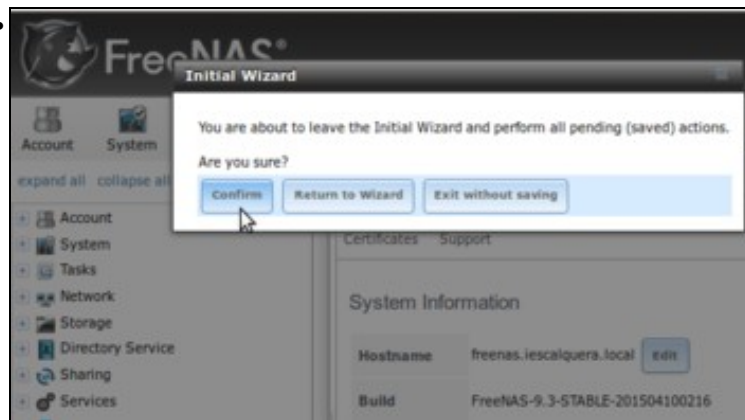 FreeNAS®
Initial Wizard
You are about to leave the Initial Wizard and perform all pending (saved) actions.
Are you sure?
Confirm Return to Wizard Exit without saving
Account System
expand all collapse all
Account
System
Tasks
Network
Storage
Directory Service
Sharing
Services
Certificates Support
System Information
Hostname freenas.iescalquera.local Edit
Build FreeNAS-9.3-STABLE-201504100216